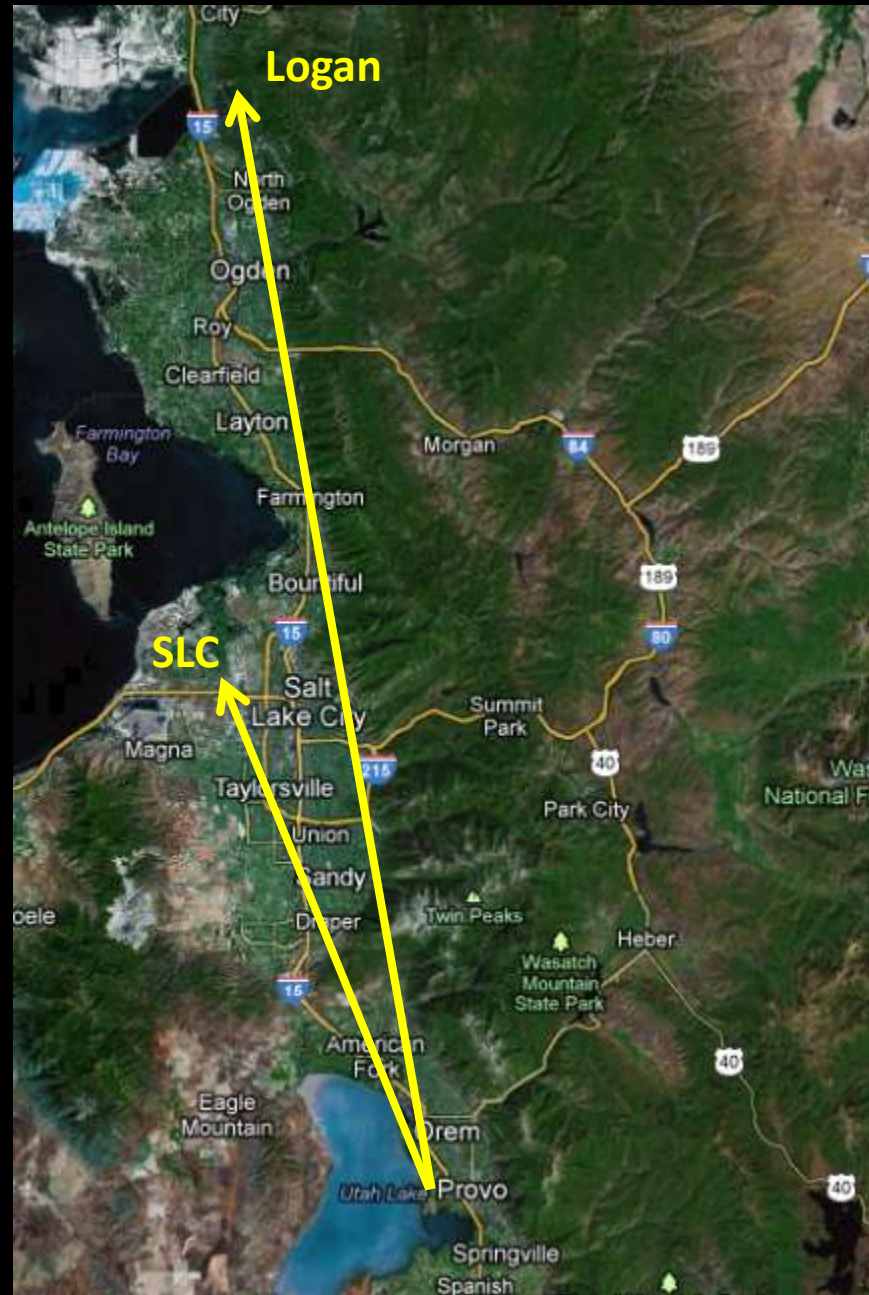 City
Logan
15
North
Ogden
Ogden
Roy
Clearfield
Layton
Farmington
Bay
Morgan
84
189
Farmington
Antelope Island
State Park
189
Bountiful
15
80
SLC
Salt
Lake City
Summit
Park
Magna
40
215
Taylorsville
Park City
Was
National F
Union
Sandy
Twin Peaks
oele
Draper
Heber
Wasatch
Mountain
State Park
15
American
Fork
40
Eagle
Mountain
Orem
Utah Lake
Provo
40
Springville
Spanish